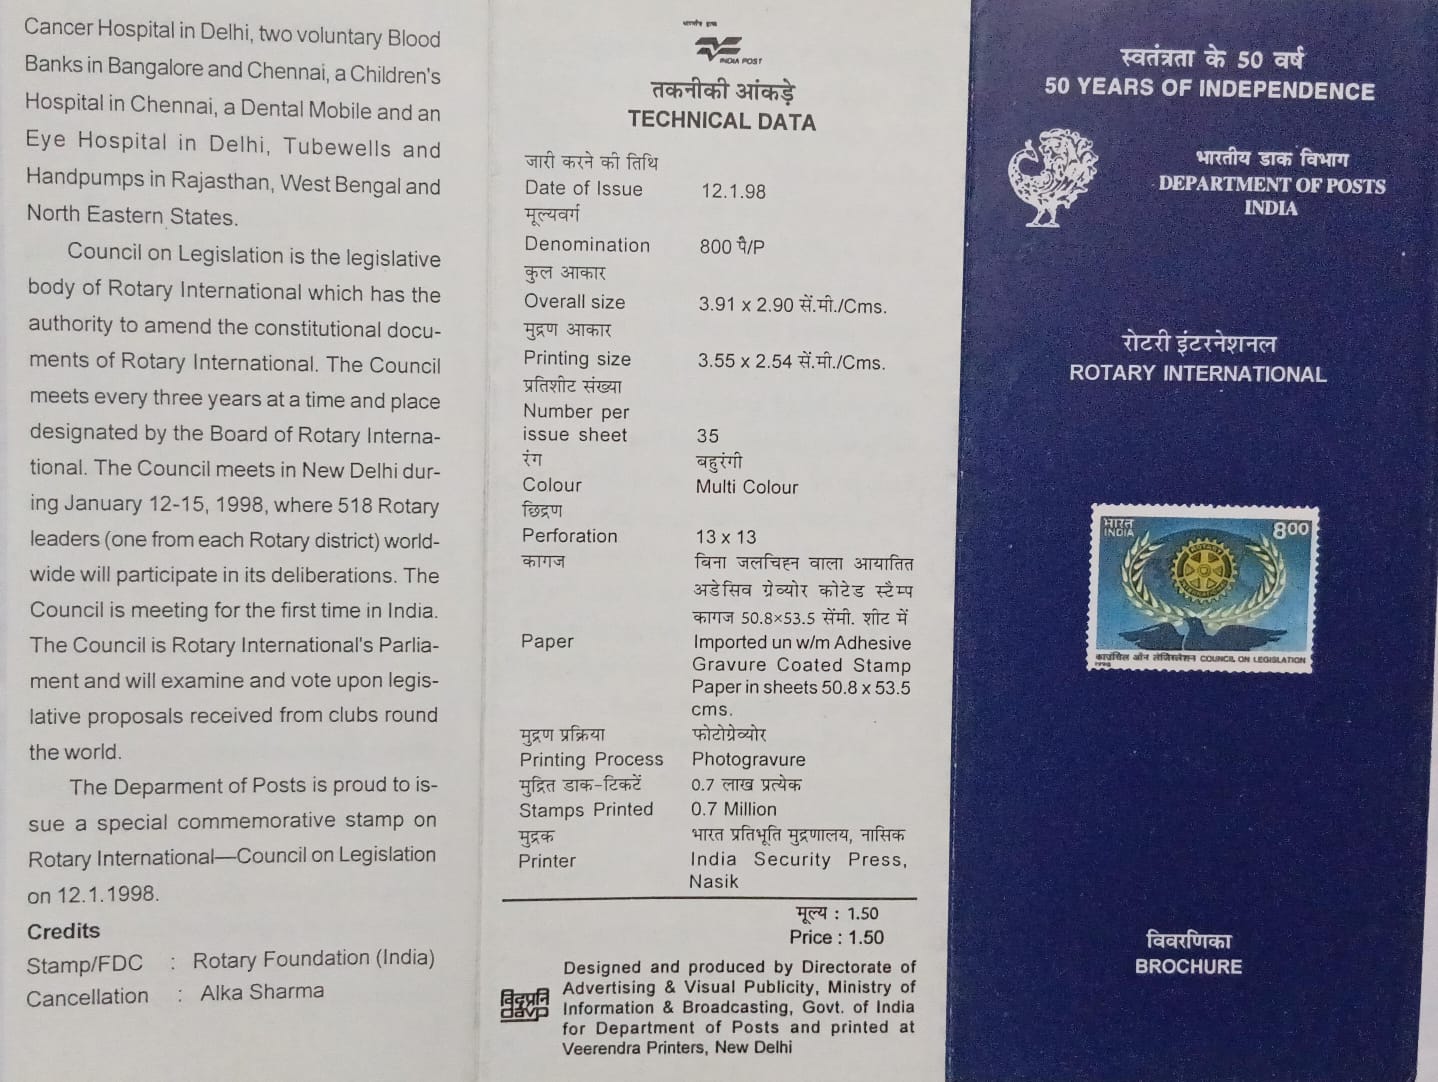 Cancer Hospital in Delhi, two voluntary Blood
Banks in Bangalore and Chennai, a Children's
Hospital in Chennai, a Dental Mobile and an
Eye Hospital in Delhi, Tubewells and
Handpumps in Rajasthan, West Bengal and
North Eastern States.
Council on Legislation is the legislative
body of Rotary International which has the
authority to amend the constitutional docu-
ments of Rotary International. The Council
meets every three years at a time and place
designated by the Board of Rotary Interna-
tional. The Council meets in New Delhi dur-
ing January 12-15, 1998, where 518 Rotary
leaders (one from each Rotary district) world-
wide will participate in its deliberations. The
Council is meeting for the first time in India.
The Council is Rotary International's Parlia-
ment and will examine and vote upon legis-
lative proposals received from clubs round
the world.
The Deparment of Posts is proud to is-
sue a special commemorative stamp on
Rotary International—Council on Legislation
on 12.1.1998.
Credits
Stamp/FDC : Rotary Foundation (India)
Cancellation : Alka Sharma
भारतीय डाक
INDIA POST
तकनीकी आंकड़े
TECHNICAL DATA
जारी करने की तिथि
Date of Issue 12.1.98
मूल्यवर्ग
Denomination 800 पै/P
कुल आकार
Overall size 3.91 x 2.90 सें.मी./Cms.
मुद्रण आकार
Printing size 3.55 x 2.54 सें.मी./Cms.
प्रतिशीट संख्या
Number per
issue sheet 35
रंग बहुरंगी
Colour Multi Colour
छिद्रण
Perforation 13 x 13
कागज बिना जलचिह्न वाला आयातित
अडेसिव ग्रेव्योर कोटेड स्टैम्प
कागज 50.8×53.5 सेंमी. शीट में
Paper Imported un w/m Adhesive
Gravure Coated Stamp
Paper in sheets 50.8 x 53.5
cms.
मुद्रण प्रक्रिया फोटोग्रेव्योर
Printing Process Photogravure
मुद्रित डाक-टिकटें 0.7 लाख प्रत्येक
Stamps Printed 0.7 Million
मुद्रक भारत प्रतिभूति मुद्रणालय, नासिक
Printer India Security Press,
Nasik
मूल्य : 1.50
Price : 1.50
विदृप्रनि
davp
Designed and produced by Directorate of
Advertising & Visual Publicity, Ministry of
Information & Broadcasting, Govt. of India
for Department of Posts and printed at
Veerendra Printers, New Delhi
स्वतंत्रता के 50 वर्ष
50 YEARS OF INDEPENDENCE
भारतीय डाक विभाग
DEPARTMENT OF POSTS
INDIA
रोटरी इंटरनेशनल
ROTARY INTERNATIONAL
भारत
INDIA
800
ROTARY
INTERNATIONAL
काउंसिल ऑन लेजिस्लेशन COUNCIL ON LEGISLATION
1998
विवरणिका
BROCHURE